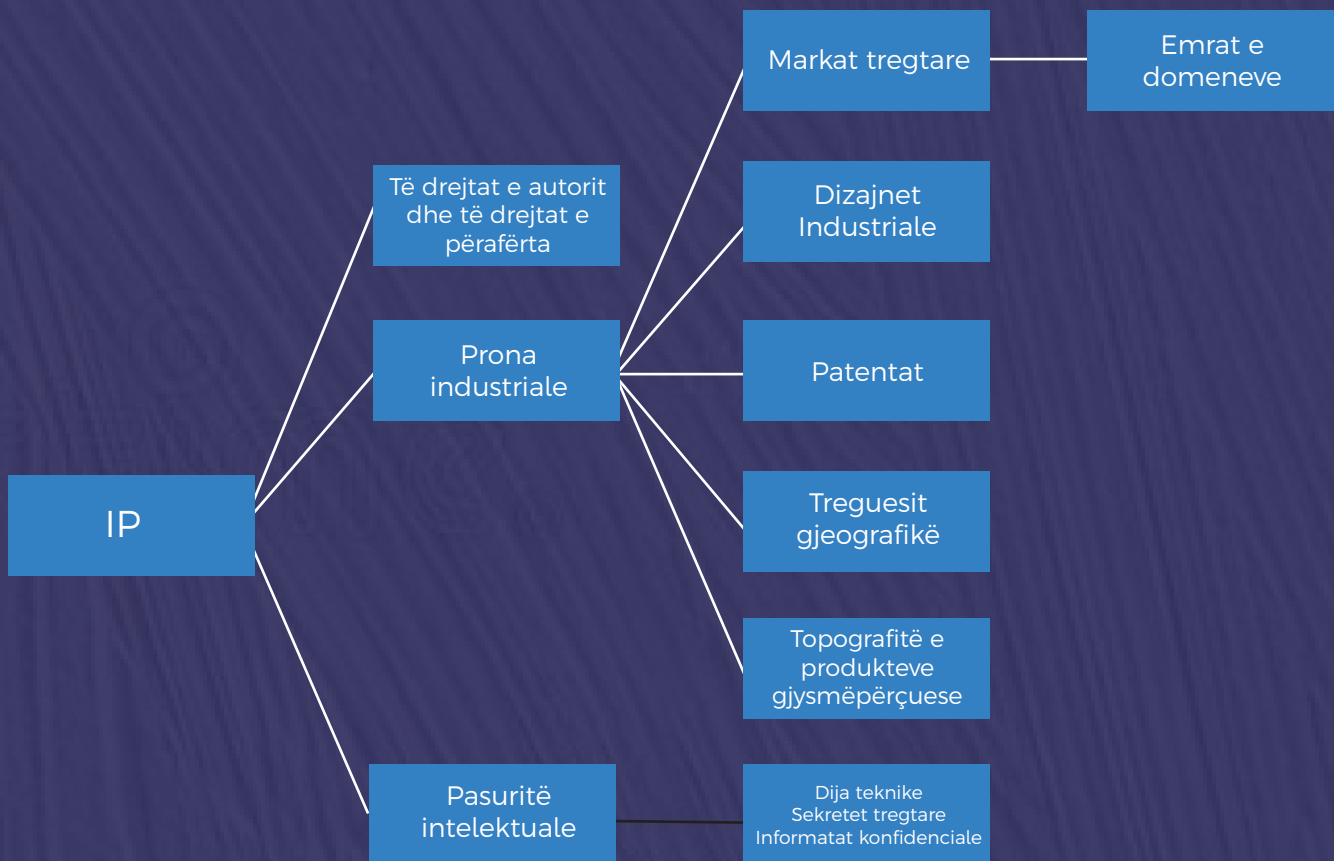 IP
Të drejtat e autorit
dhe të drejtat e
përafërta
Prona
industriale
Pasuritë
intelektuale
Markat tregtare
Dizajnet
Industriale
Patentat
Treguesit
gjeografikë
Topografitë e
produkteve
gjysmëpërçuese
Dija teknike
Sekretet tregtare
Informatat konfidenciale
Emrat e
domeneve